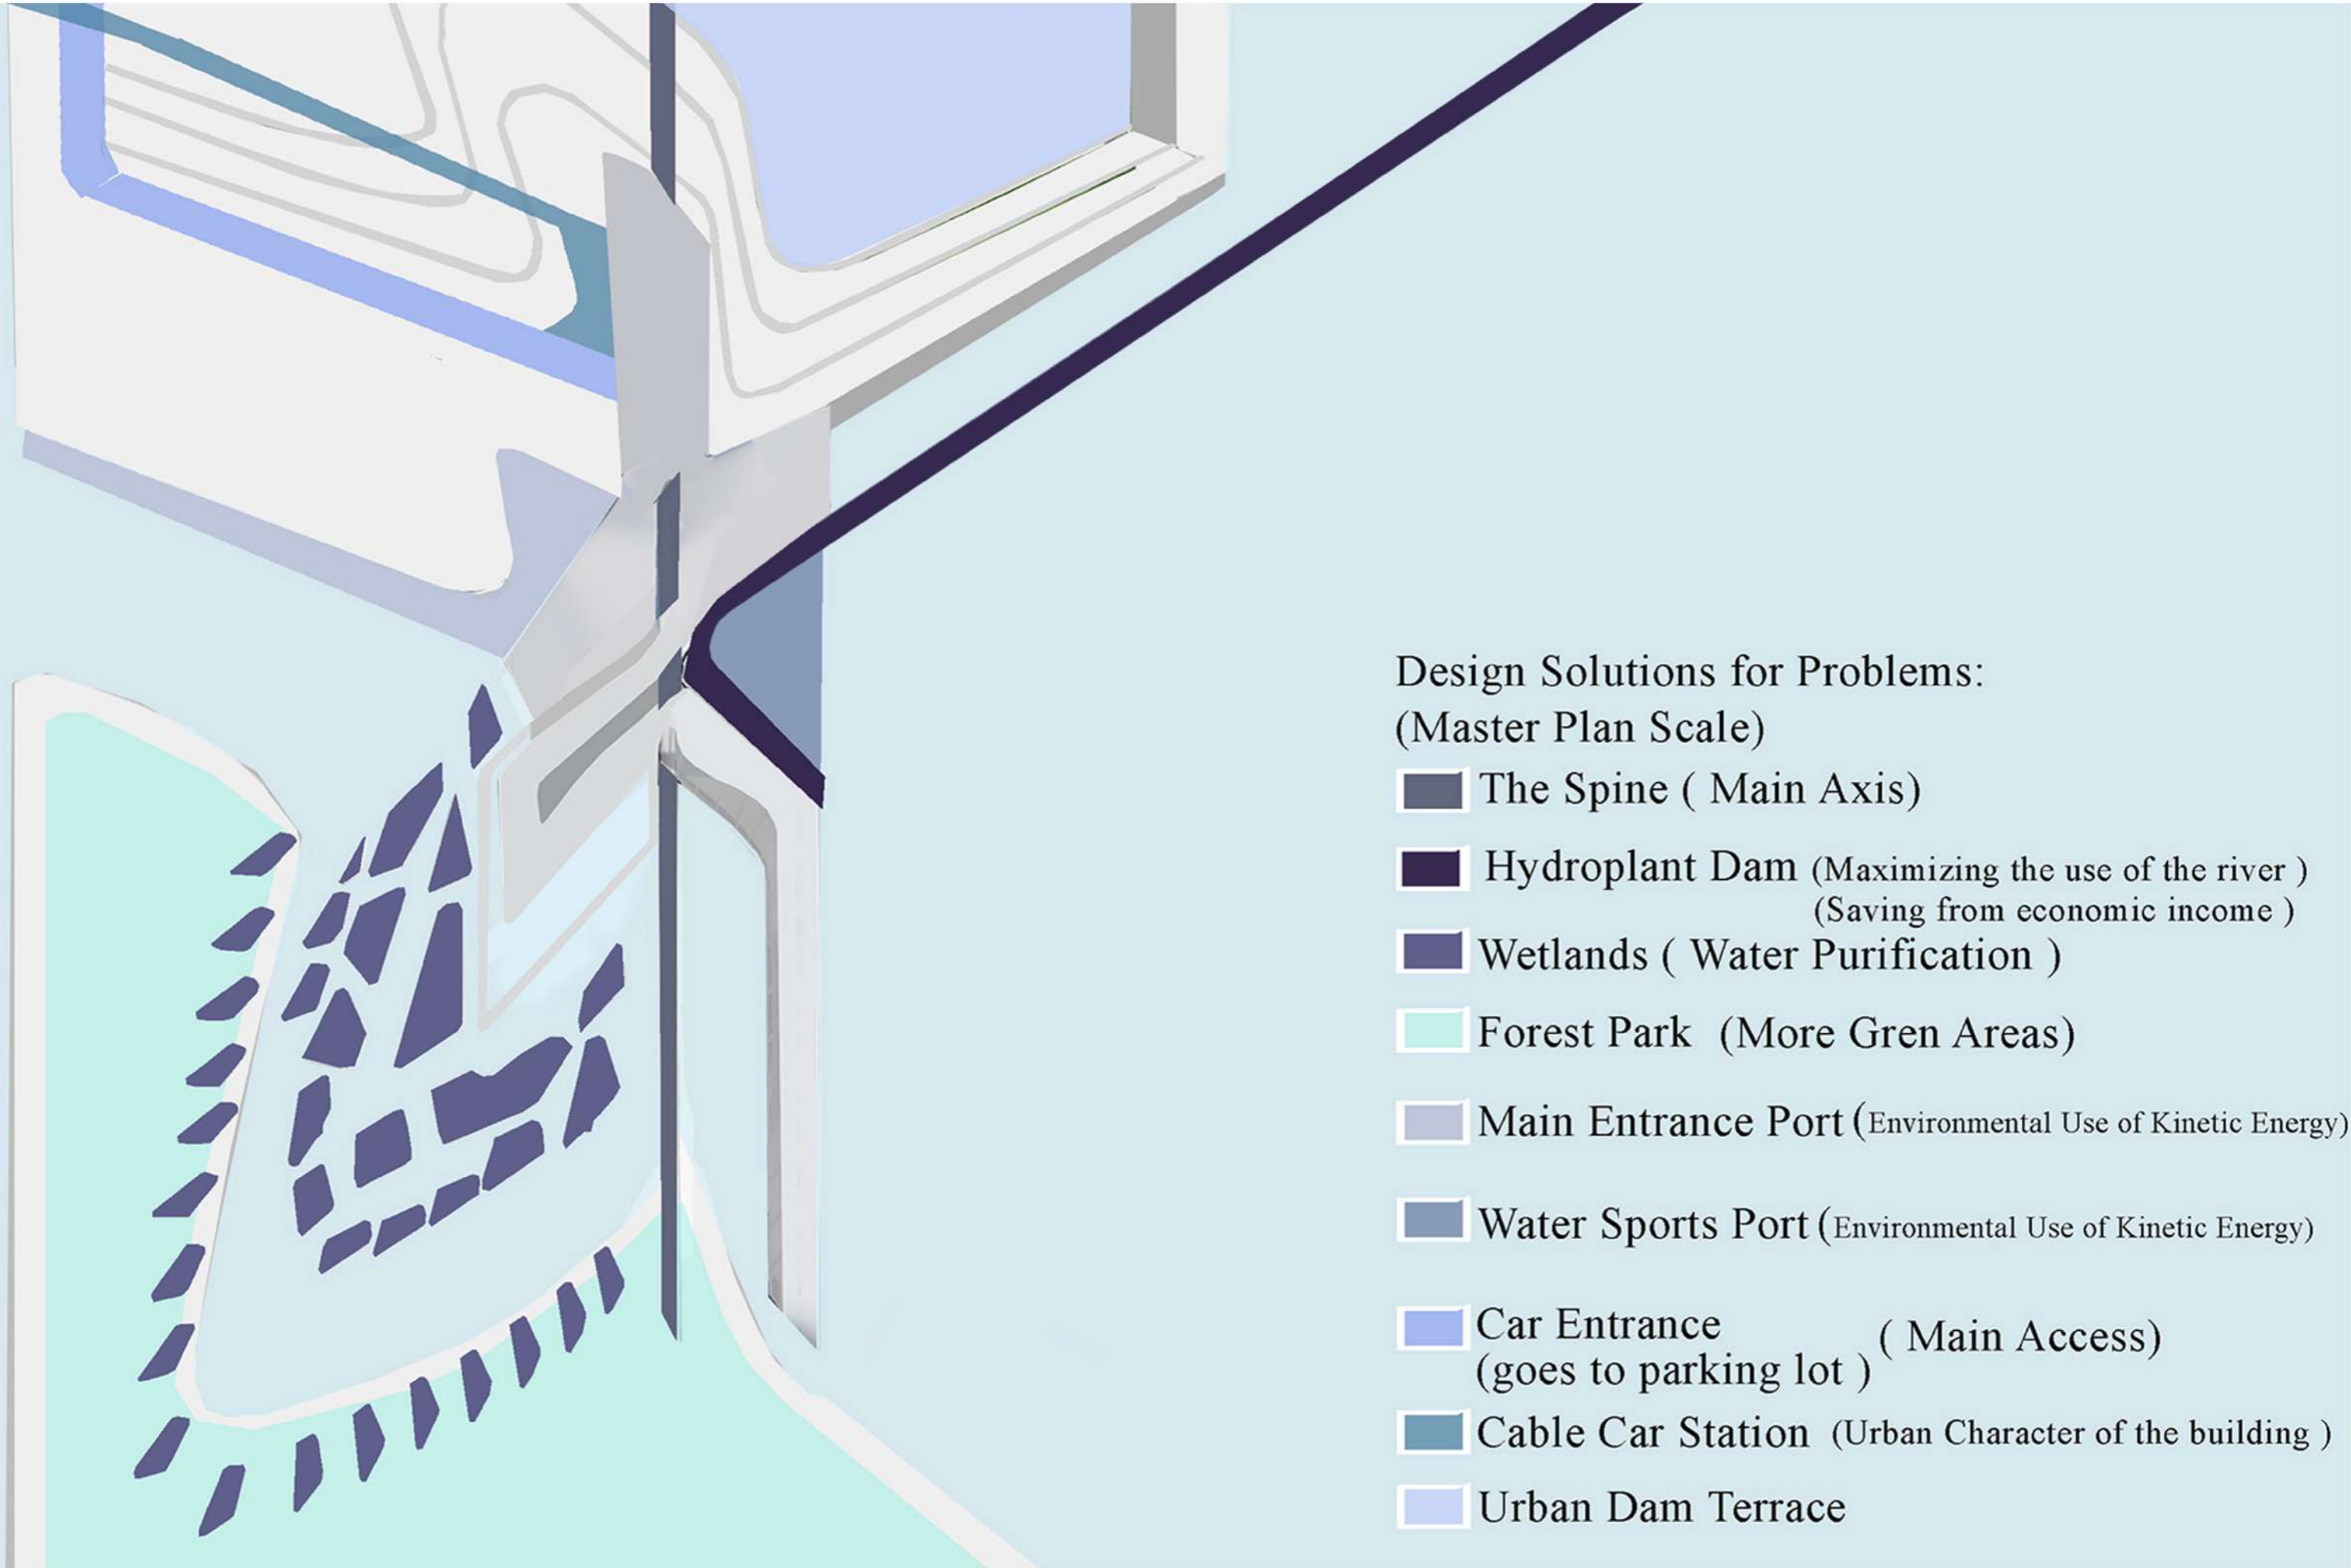 Design Solutions for Problems:
(Master Plan Scale)
The Spine ( Main Axis)
Hydroplant Dam (Maximizing the use of the river )
(Saving from economic income )
Wetlands ( Water Purification )
Forest Park (More Gren Areas)
Main Entrance Port (Environmental Use of Kinetic Energy)
Water Sports Port (Environmental Use of Kinetic Energy)
Car Entrance ( Main Access)
(goes to parking lot )
Cable Car Station (Urban Character of the building )
Urban Dam Terrace